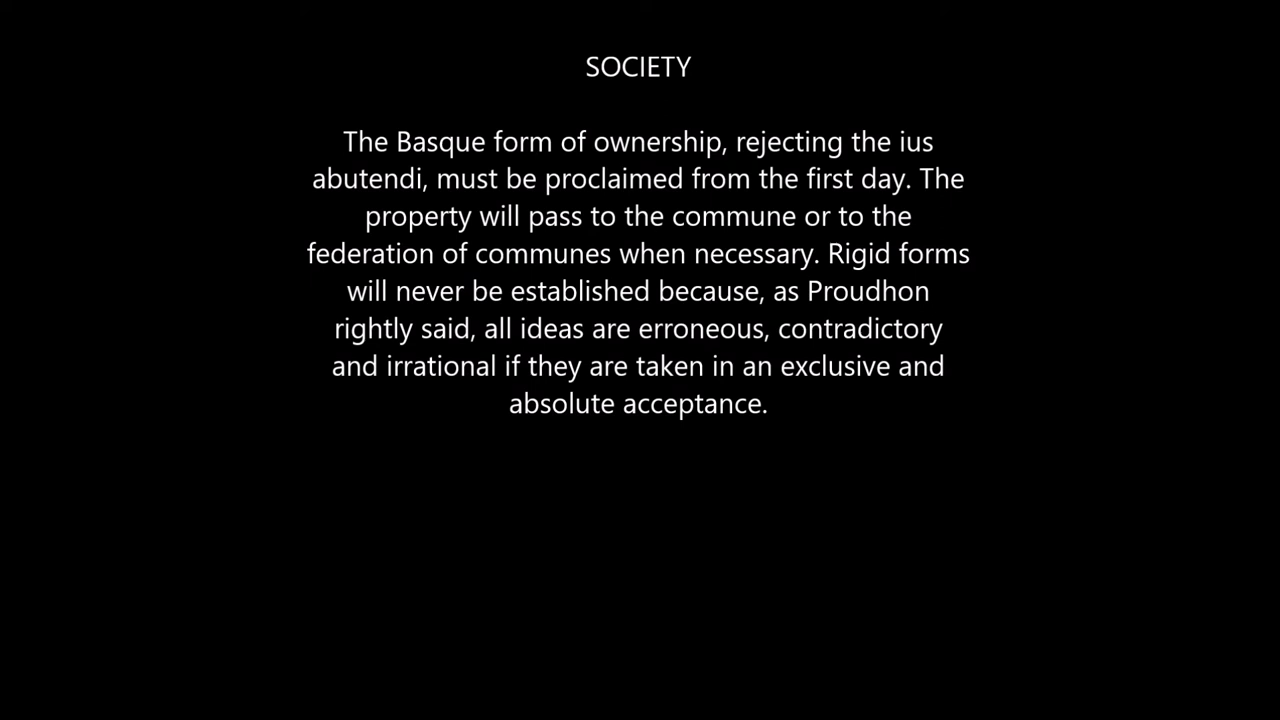 SOCIETY
The Basque form of ownership, rejecting the ius
abutendi, must be proclaimed from the first day. The
property will pass to the commune or to the
federation of communes when necessary. Rigid forms
will never be established because, as Proudhon
rightly said, all ideas are erroneous, contradictory
and irrational if they are taken in an exclusive and
absolute acceptance.